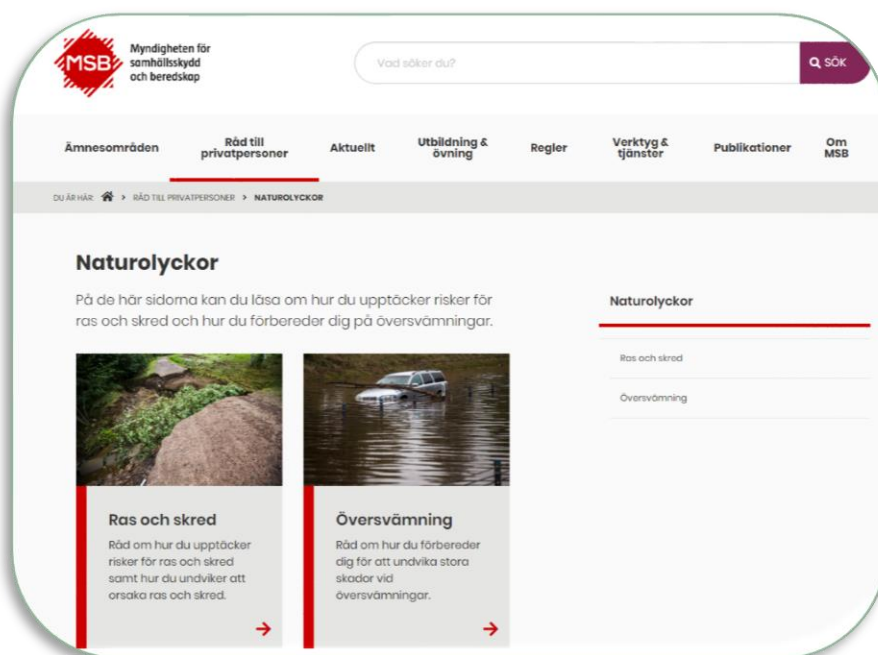 MSB
Myndigheten för
samhällsskydd
och beredskap
Vad söker du?
SÖK
Ämnesområden
Råd till
privatpersoner
Aktuellt
Utbildning &
övning
Regler
Verktyg &
tjänster
Publikationer
Om
MSB
DU ÄR HÄR: > RÅD TILL PRIVATPERSONER > NATUROLYCKOR
Naturolyckor
På de här sidorna kan du läsa om hur du upptäcker risker för
ras och skred och hur du förbereder dig på översvämningar.
Naturolyckor
Ras och skred
Översvämning
Ras och skred
Råd om hur du upptäcker
risker för ras och skred
samt hur du undviker att
orsaka ras och skred.
Översvämning
Råd om hur du förbereder
dig för att undvika stora
skador vid
översvämningar.